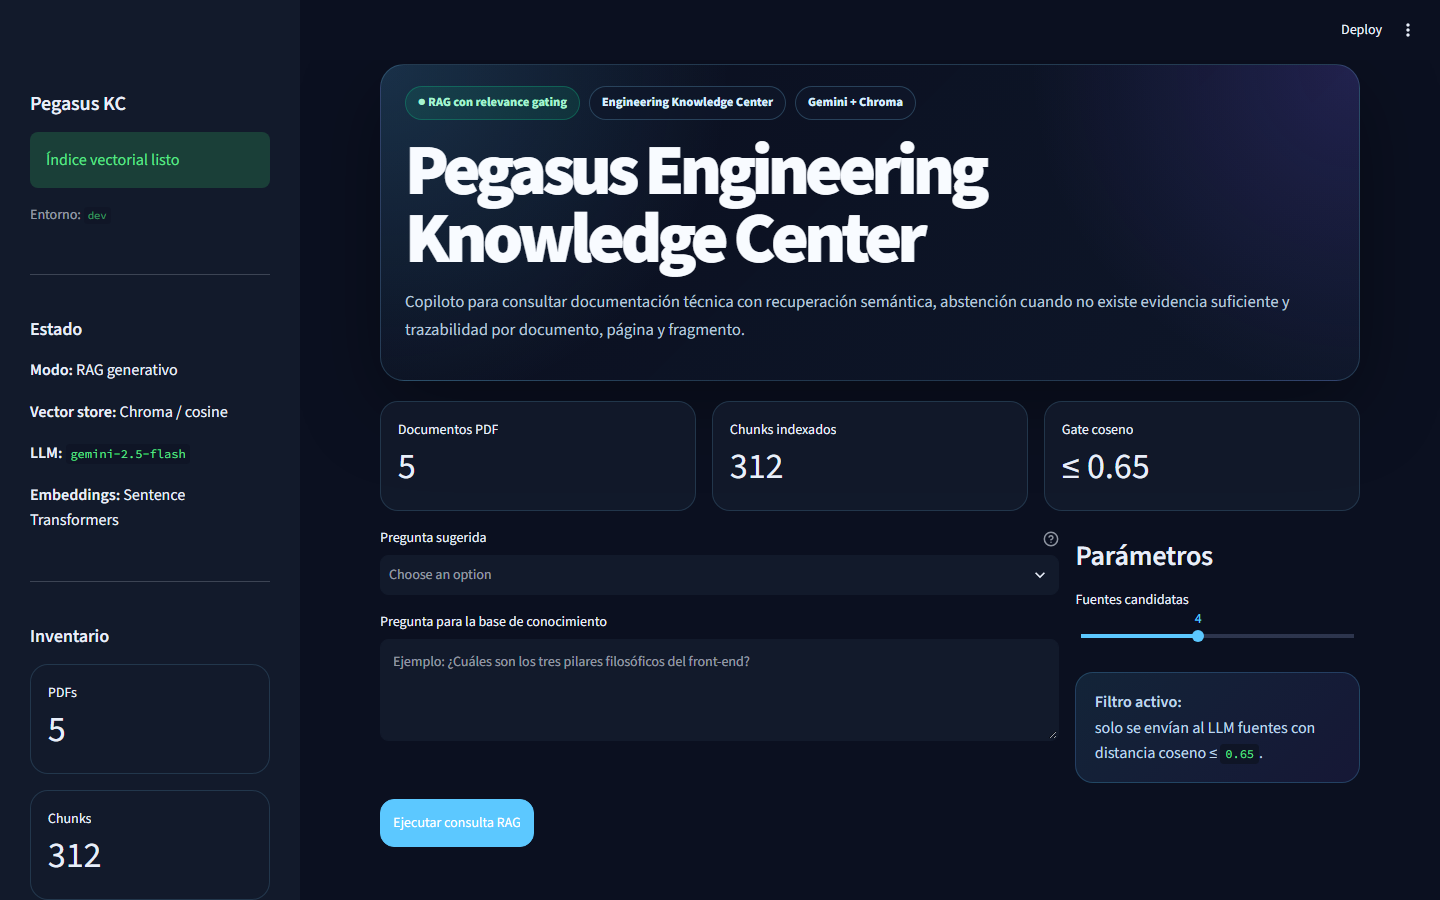 Deploy
Pegasus KC
Índice vectorial listo
Entorno: dev
Estado
Modo: RAG generativo
Vector store: Chroma / cosine
LLM: gemini-2.5-flash
Embeddings: Sentence
Transformers
Inventario
PDFs
5
Chunks
312
RAG con relevance gating
Engineering Knowledge Center
Gemini + Chroma
Pegasus Engineering
Knowledge Center
Copiloto para consultar documentación técnica con recuperación semántica, abstención cuando no existe evidencia suficiente y
trazabilidad por documento, página y fragmento.
Documentos PDF
5
Chunks indexados
312
Gate coseno
≤ 0.65
Pregunta sugerida
Choose an option
Pregunta para la base de conocimiento
Ejemplo: ¿Cuáles son los tres pilares filosóficos del front-end?
Ejecutar consulta RAG
Parámetros
Fuentes candidatas
4
Filtro activo:
solo se envían al LLM fuentes con
distancia coseno ≤ 0.65 .